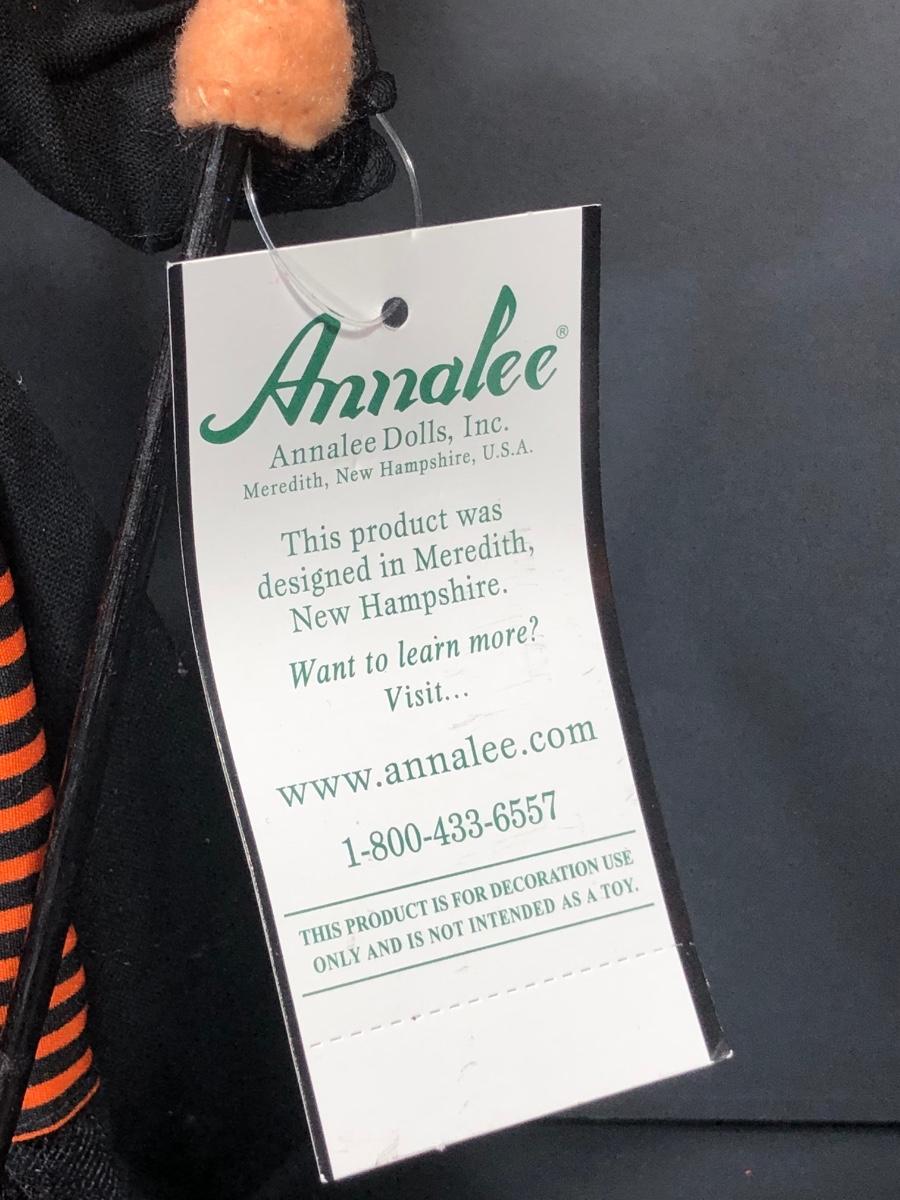 Annalee®
Annalee Dolls, Inc.
Meredith, New Hampshire, U.S.A.
This product was
designed in Meredith,
New Hampshire.
Want to learn more?
Visit...
www.annalee.com
1-800-433-6557
THIS PRODUCT IS FOR DECORATION USE
ONLY AND IS NOT INTENDED AS A TOY.